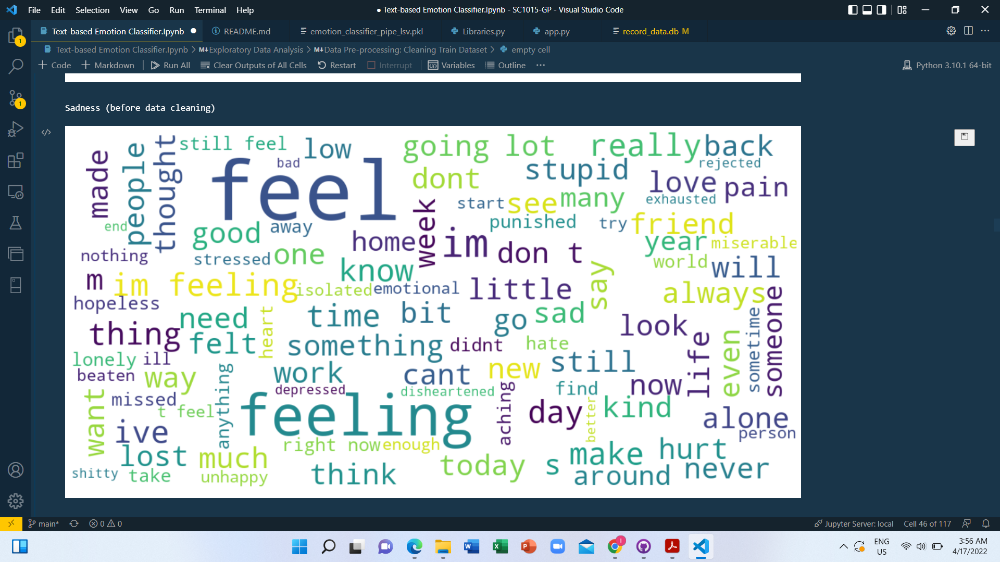 File Edit Selection View Go Run Terminal Help
● Text-based Emotion Classifier.Ipynb - SC1015-GP - Visual Studio Code
Text-based Emotion Classifier.Ipynb ●
README.md
emotion_classifier_pipe_lsv.pkl
Libraries.py
app.py
record_data.db M
Text-based Emotion Classifier.Ipynb > M↓Exploratory Data Analysis > M↓Data Pre-processing: Cleaning Train Dataset > empty cell
+ Code + Markdown | Run All Clear Outputs of All Cells Restart Interrupt | Variables Outline ···
Python 3.10.1 64-bit
1
1
Sadness (before data cleaning)
</>
made
people
thought
still feel
low
bad
feel
going
lot
really
back
dont
stupid
rejected
love
pain
start
see
many
exhausted
end
good
away
week
punished
try
friend
home
im
don t
year
miserable
nothing
stressed
one
know
say
world
will
m
im feeling
isolated
emotional
little
always
someone
hopeless
need
heart
time
bit
go
sad
look
sometime
thing
felt
something
didnt
hate
life
even
lonely
ill
beaten
way
anything
work
cant
new
still
depressed
disheartened
aching
find
now
want
missed
t feel
feeling
day
better
kind
alone
person
ive
right now
enough
lost
much
make
hurt
shitty
take
unhappy
think
today
s
around
never
main*
0 0
Jupyter Server: local
Cell 46 of 117
ENG
US
3:56 AM
4/17/2022